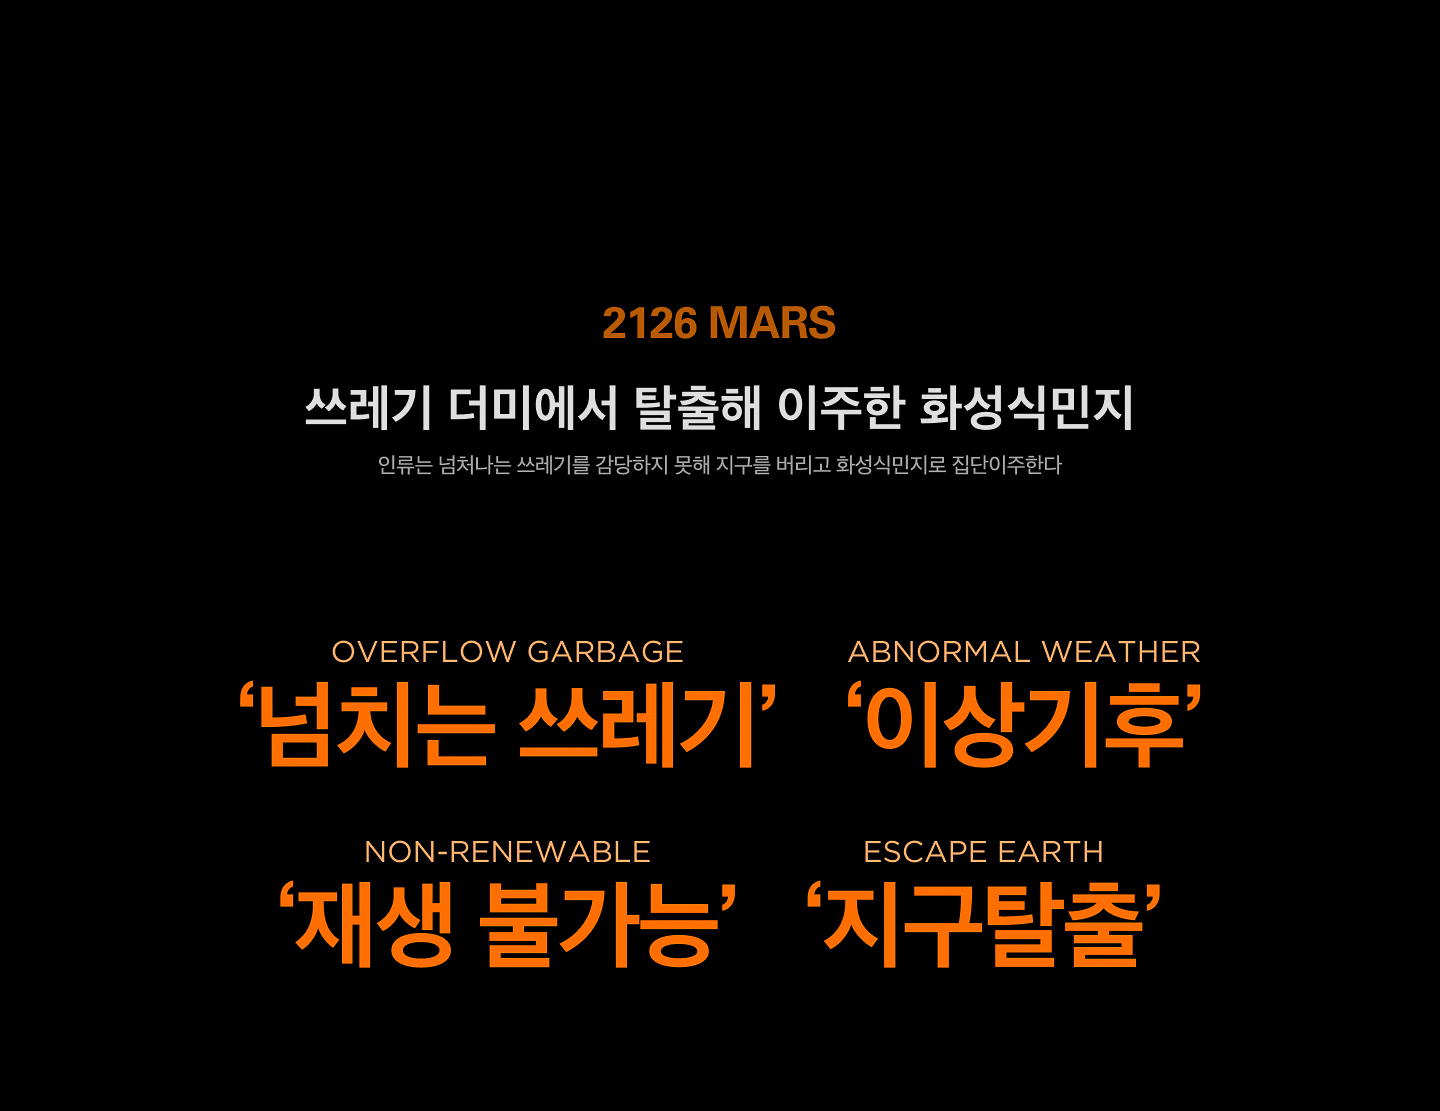 2126 MARS
쓰레기 더미에서 탈출해 이주한 화성식민지
인류는 넘처나는 쓰레기를 감당하지 못해 지구를 버리고 화성식민지로 집단이주한다
OVERFLOW GARBAGE
‘넘치는 쓰레기’
ABNORMAL WEATHER
‘이상기후’
NON-RENEWABLE
‘재생 불가능’
ESCAPE EARTH
‘지구탈출’